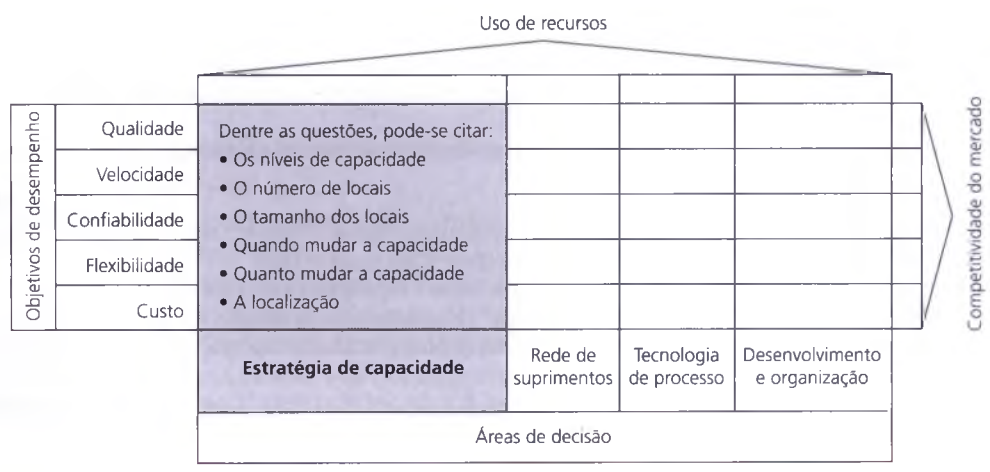 Uso de recursos
Objetivos de desempenho
Qualidade
Velocidade
Confiabilidade
Flexibilidade
Custo
Dentre as questões, pode-se citar:
• Os níveis de capacidade
• O número de locais
• O tamanho dos locais
• Quando mudar a capacidade
• Quanto mudar a capacidade
• A localização
Competitividade do mercado
Estratégia de capacidade
Rede de
suprimentos
Tecnologia
de processo
Desenvolvimento
e organização
Áreas de decisão